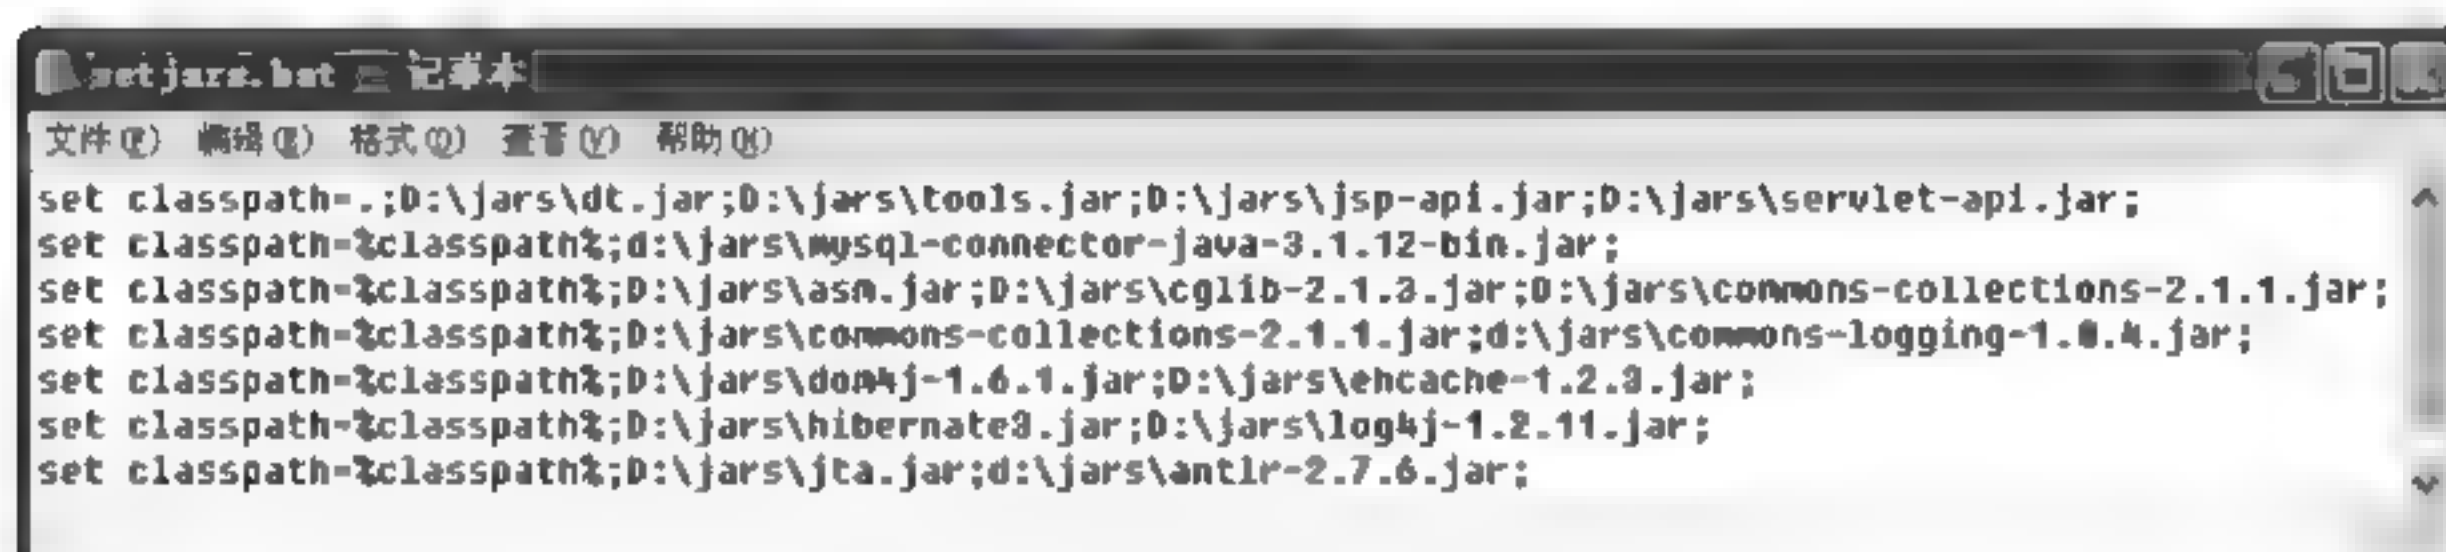 setjars.bat - 记事本
文件(F) 编辑(E) 格式(O) 查看(V) 帮助(H)
set classpath=.;D:\jars\dt.jar;D:\jars\tools.jar;D:\jars\jsp-api.jar;D:\jars\servlet-api.jar;
set classpath=%classpath%;d:\jars\mysql-connector-java-3.1.12-bin.jar;
set classpath=%classpath%;D:\jars\asm.jar;D:\jars\cglib-2.1.3.jar;D:\jars\commons-collections-2.1.1.jar;
set classpath=%classpath%;D:\jars\commons-collections-2.1.1.jar;d:\jars\commons-logging-1.0.4.jar;
set classpath=%classpath%;D:\jars\dom4j-1.6.1.jar;D:\jars\ehcache-1.2.3.jar;
set classpath=%classpath%;D:\jars\hibernate3.jar;D:\jars\log4j-1.2.11.jar;
set classpath=%classpath%;D:\jars\jta.jar;d:\jars\antlr-2.7.6.jar;